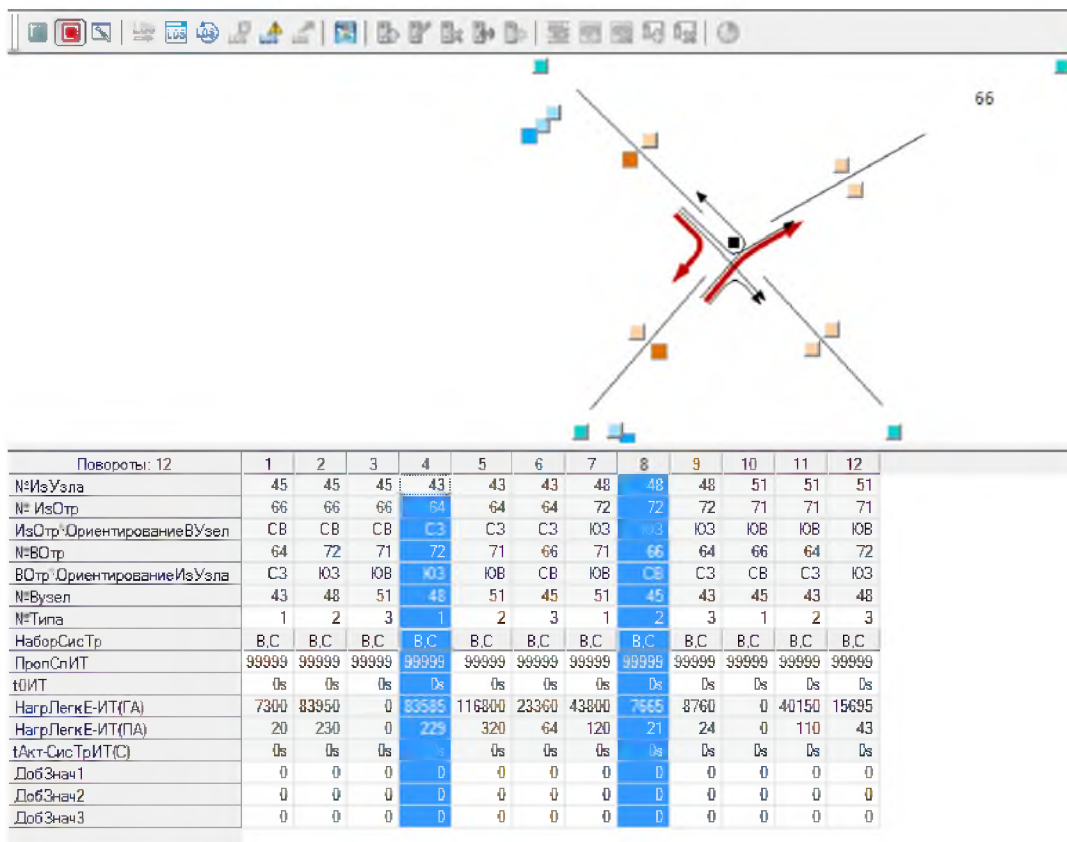 LOS
66
Повороты: 12 1 2 3 4 5 6 7 8 9 10 11 12
№ИзУзла 45 45 45 43 43 43 48 48 48 51 51 51
№ ИзОтр 66 66 66 64 64 64 72 72 72 71 71 71
ИзОтр\ОриентированиеВУзел СВ СВ СВ СЗ СЗ СЗ ЮЗ ЮЗ ЮЗ ЮВ ЮВ ЮВ
№ВОтр 64 72 71 72 71 66 71 66 64 66 64 72
ВОтр\ОриентированиеИзУзла СЗ ЮЗ ЮВ ЮЗ ЮВ СВ ЮВ СВ СЗ СВ СЗ ЮЗ
№Вузел 43 48 51 48 51 45 51 45 43 45 43 48
№Типа 1 2 3 1 2 3 1 2 3 1 2 3
НаборСисТр В,С В,С В,С В,С В,С В,С В,С В,С В,С В,С В,С В,С
ПропСпИТ 99999 99999 99999 99999 99999 99999 99999 99999 99999 99999 99999 99999
t0ИТ 0s 0s 0s 0s 0s 0s 0s 0s 0s 0s 0s 0s
НагрЛегкЕ-ИТ(ГА) 7300 83950 0 83585 116800 23360 43800 7665 8760 0 40150 15695
НагрЛегкЕ-ИТ(ПА) 20 230 0 229 320 64 120 21 24 0 110 43
tАкт-СисТрИТ(С) 0s 0s 0s 0s 0s 0s 0s 0s 0s 0s 0s 0s
ДобЗнач1 0 0 0 0 0 0 0 0 0 0 0 0
ДобЗнач2 0 0 0 0 0 0 0 0 0 0 0 0
ДобЗнач3 0 0 0 0 0 0 0 0 0 0 0 0